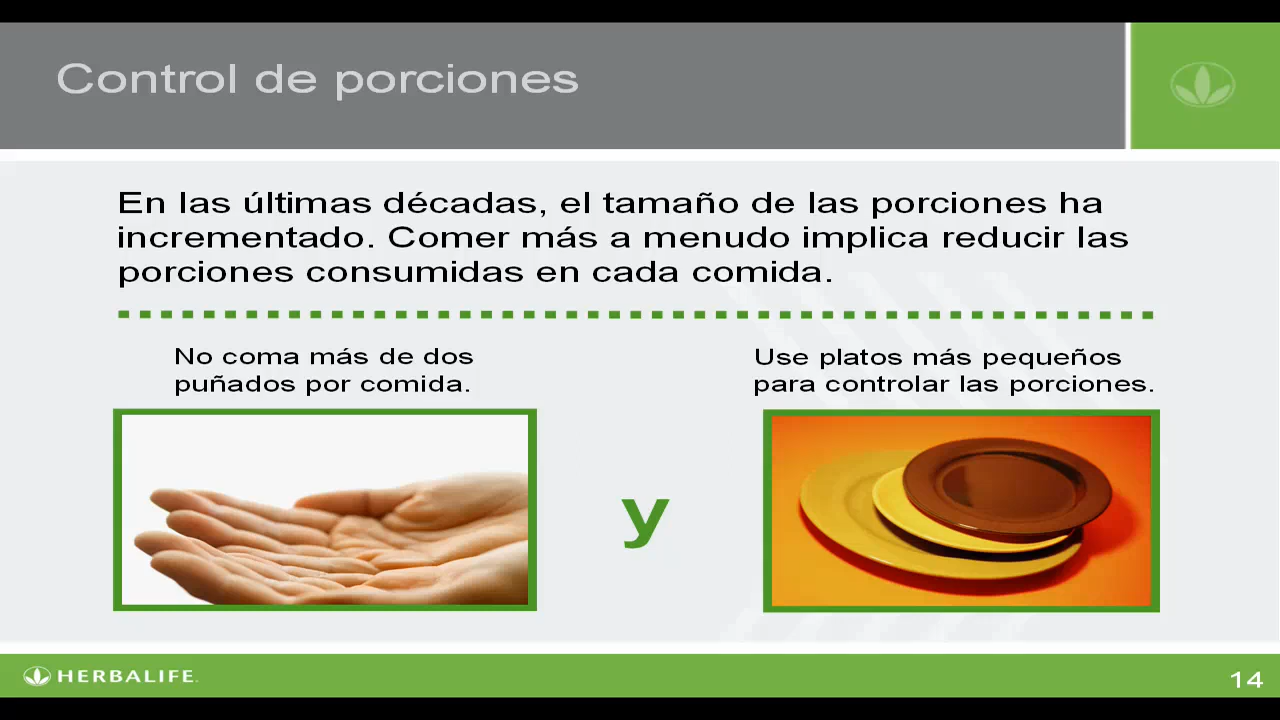 Control de porciones
En las últimas décadas, el tamaño de las porciones ha
incrementado. Comer más a menudo implica reducir las
porciones consumidas en cada comida.
No coma más de dos
puñados por comida.
y
Use platos más pequeños
para controlar las porciones.
HERBALIFE
14